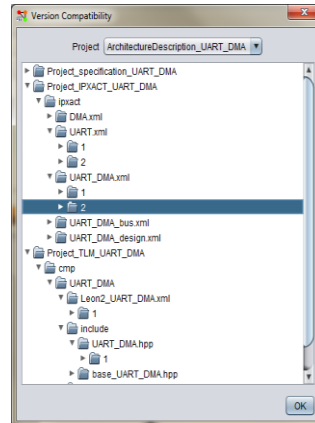 Version Compatibility
Project ArchitectureDescription_UART_DMA
Project_specification_UART_DMA
Project_IPXACT_UART_DMA
ipxact
DMA.xml
UART.xml
1
2
UART_DMA.xml
1
2
UART_DMA_bus.xml
UART_DMA_design.xml
Project_TLM_UART_DMA
cmp
UART_DMA
Leon2_UART_DMA.xml
1
include
UART_DMA.hpp
1
base_UART_DMA.hpp
OK